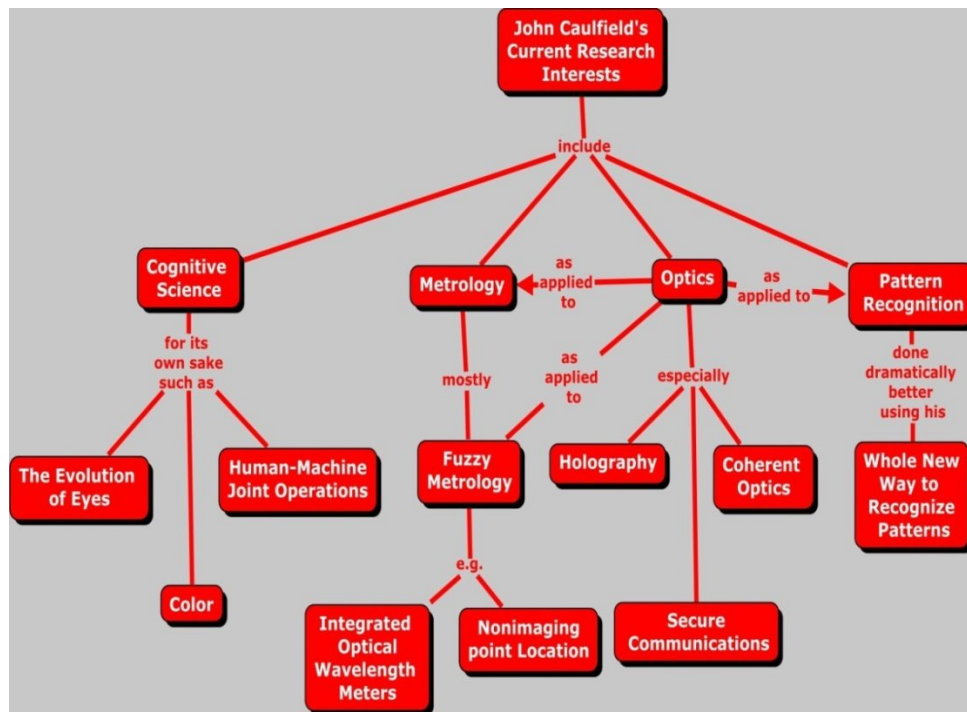 John Caulfield's
Current Research
Interests
include
Cognitive
Science
Metrology
as
applied
to
Optics
as
applied to
Pattern
Recognition
for its
own sake
such as
mostly
as
applied
to
especially
done
dramatically
better
using his
The Evolution
of Eyes
Human-Machine
Joint Operations
Fuzzy
Metrology
Holography
Coherent
Optics
Whole New
Way to
Recognize
Patterns
e.g.
Color
Integrated
Optical
Wavelength
Meters
Nonimaging
point Location
Secure
Communications